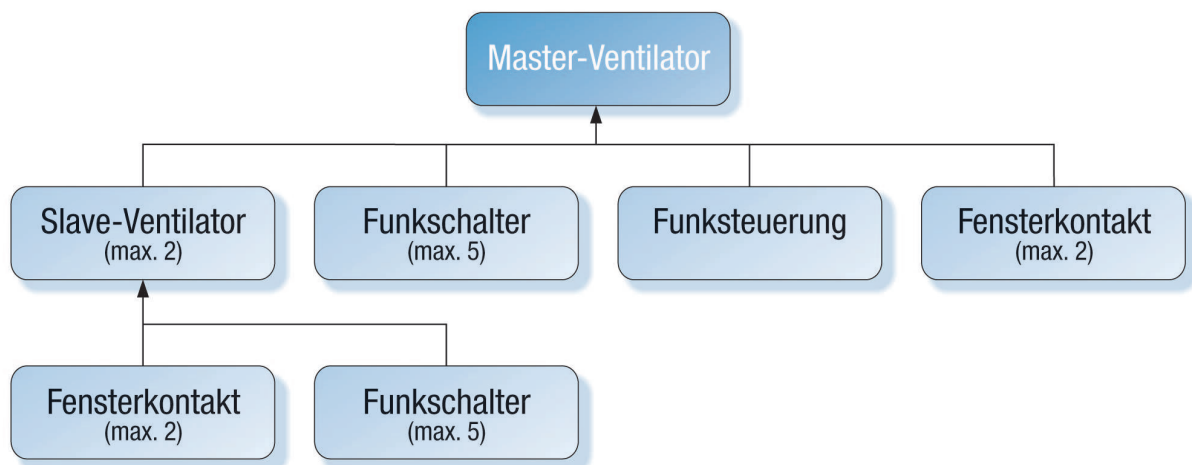 Master-Ventilator
Slave-Ventilator
(max. 2)
Funkschalter
(max. 5)
Funksteuerung
Fensterkontakt
(max. 2)
Fensterkontakt
(max. 2)
Funkschalter
(max. 5)